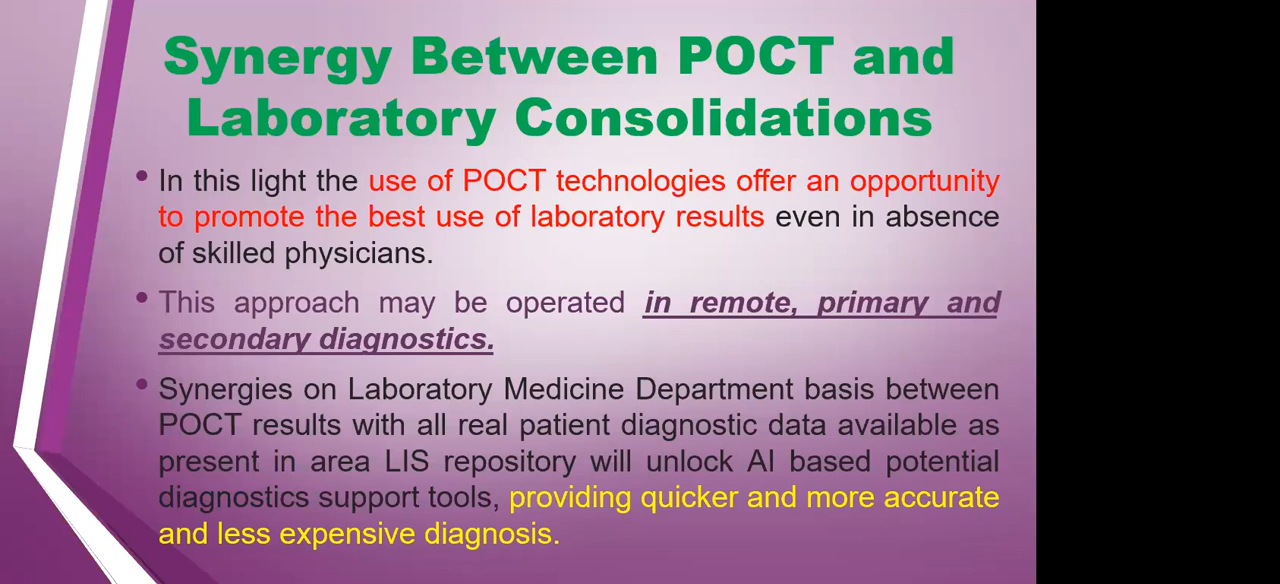 Synergy Between POCT and
Laboratory Consolidations
• In this light the use of POCT technologies offer an opportunity
to promote the best use of laboratory results even in absence
of skilled physicians.
• This approach may be operated in remote, primary and
secondary diagnostics.
• Synergies on Laboratory Medicine Department basis between
POCT results with all real patient diagnostic data available as
present in area LIS repository will unlock AI based potential
diagnostics support tools, providing quicker and more accurate
and less expensive diagnosis.